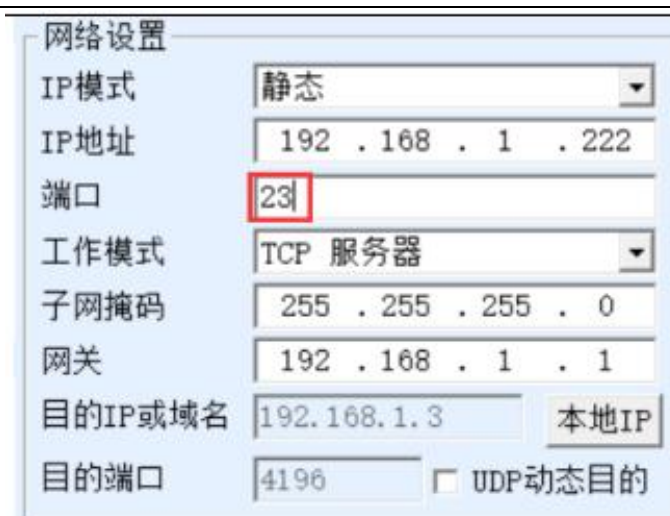 网络设置
IP模式 静态
IP地址 192 . 168 . 1 . 222
端口 23
工作模式 TCP 服务器
子网掩码 255 . 255 . 255 . 0
网关 192 . 168 . 1 . 1
目的IP或域名 192.168.1.3 本地IP
目的端口 4196 UDP动态目的